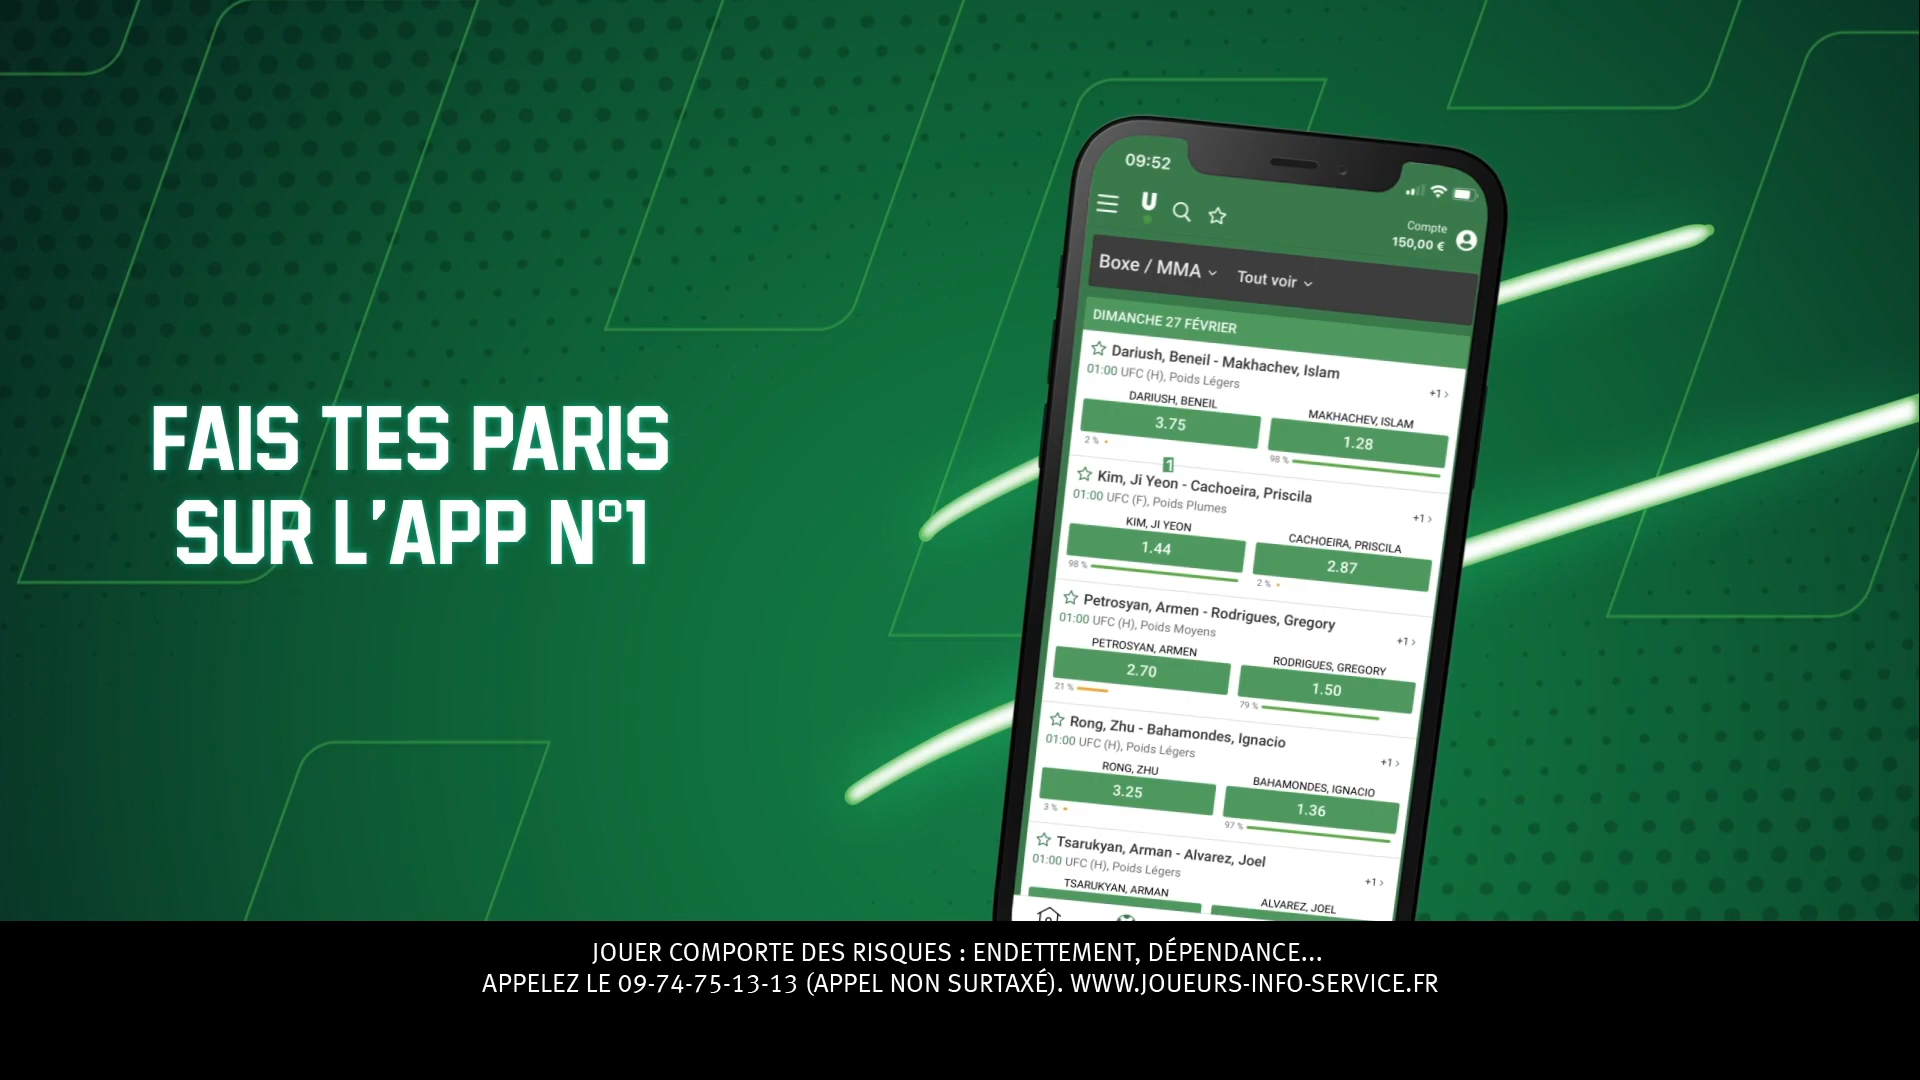 FAIS TES PARIS
SUR L'APP N°1
09:52
U
Compte
150,00 €
Boxe / MMA
Tout voir
DIMANCHE 27 FÉVRIER
Dariush, Beneil - Makhachev, Islam
01:00 UFC (H), Poids Légers
+1
DARIUSH, BENEIL
MAKHACHEV, ISLAM
3.75
1.28
2 %
98 %
1
Kim, Ji Yeon - Cachoeira, Priscila
01:00 UFC (F), Poids Plumes
+1
KIM, JI YEON
CACHOEIRA, PRISCILA
1.44
2.87
98 %
2 %
Petrosyan, Armen - Rodrigues, Gregory
01:00 UFC (H), Poids Moyens
+1
PETROSYAN, ARMEN
RODRIGUES, GREGORY
2.70
1.50
21 %
79 %
Rong, Zhu - Bahamondes, Ignacio
01:00 UFC (H), Poids Légers
+1
RONG, ZHU
BAHAMONDES, IGNACIO
3.25
1.36
3 %
97 %
Tsarukyan, Arman - Alvarez, Joel
01:00 UFC (H), Poids Légers
+1
TSARUKYAN, ARMAN
ALVAREZ, JOEL
JOUER COMPORTE DES RISQUES : ENDETTEMENT, DÉPENDANCE...
APPELEZ LE 09-74-75-13-13 (APPEL NON SURTAXÉ). WWW.JOUEURS-INFO-SERVICE.FR